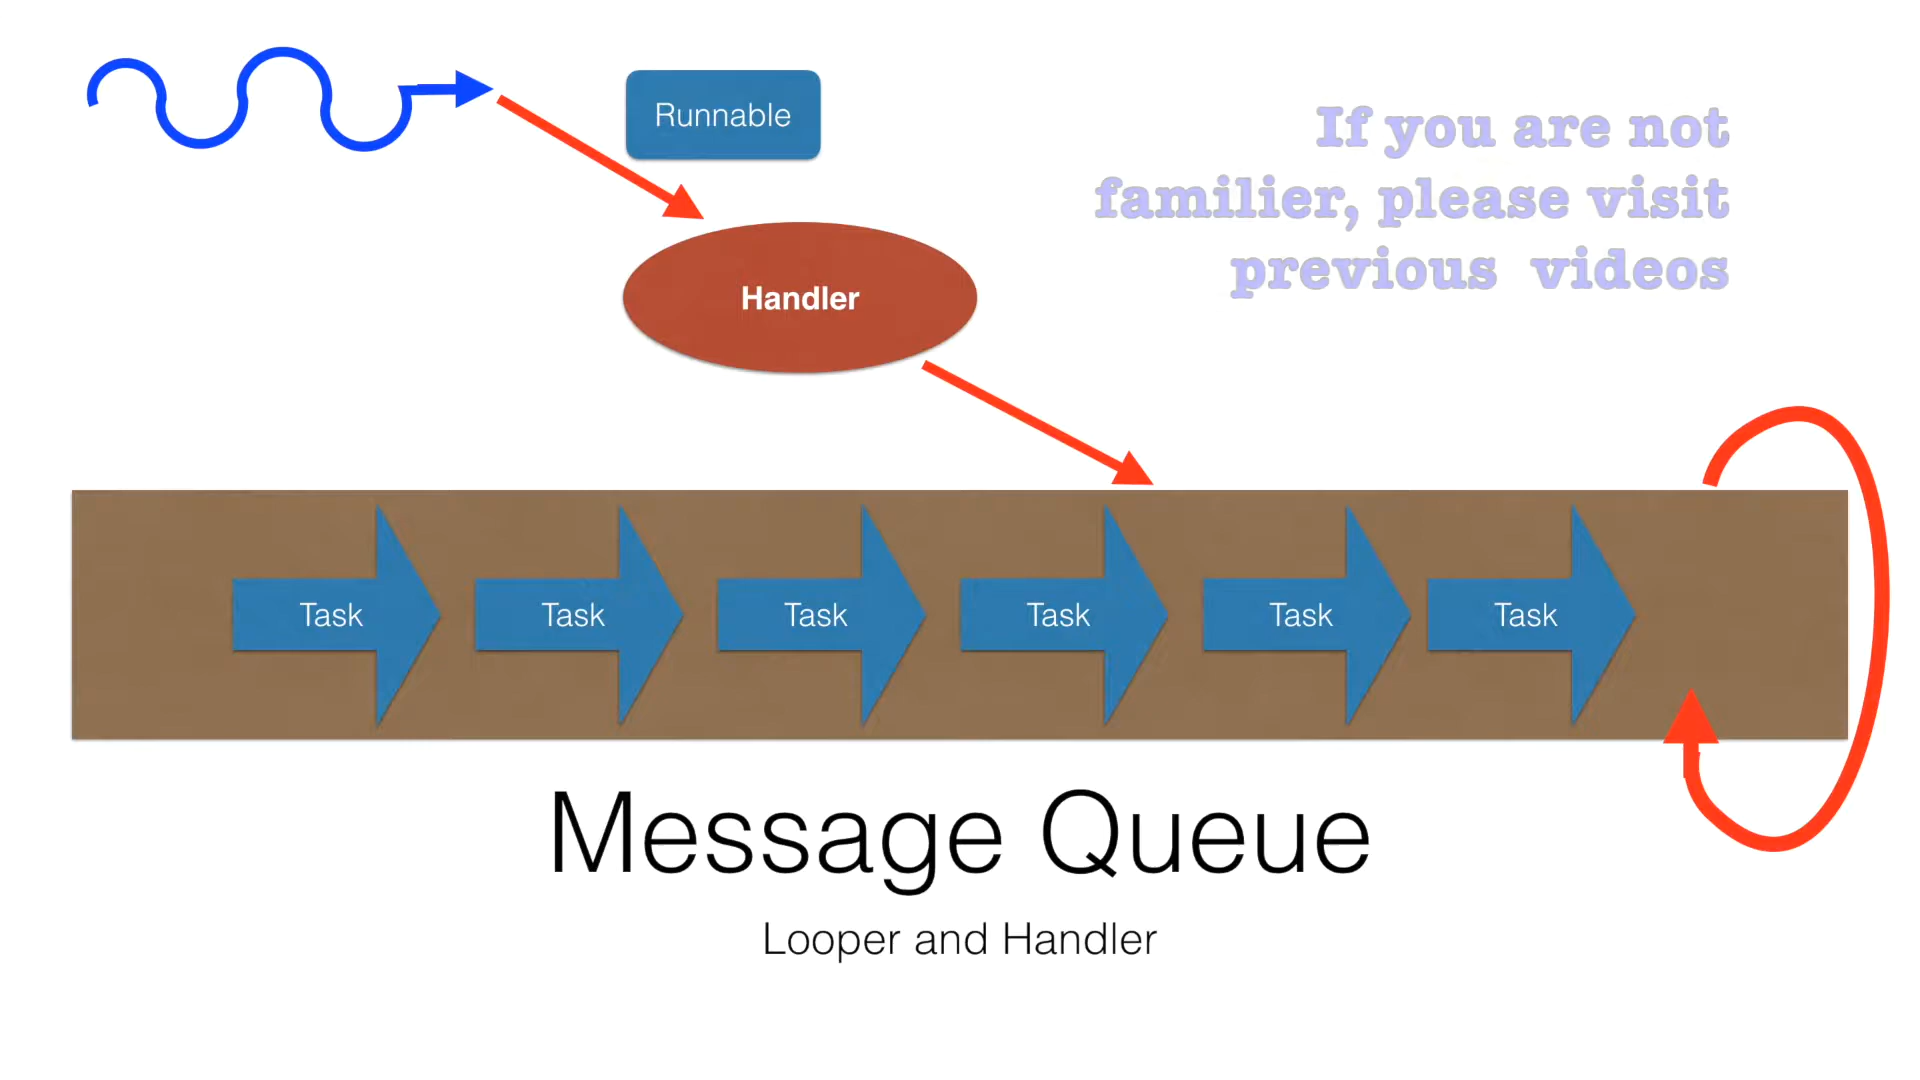 Runnable
If you are not
familier, please visit
previous videos
Handler
Task Task Task Task Task Task
Message Queue
Looper and Handler